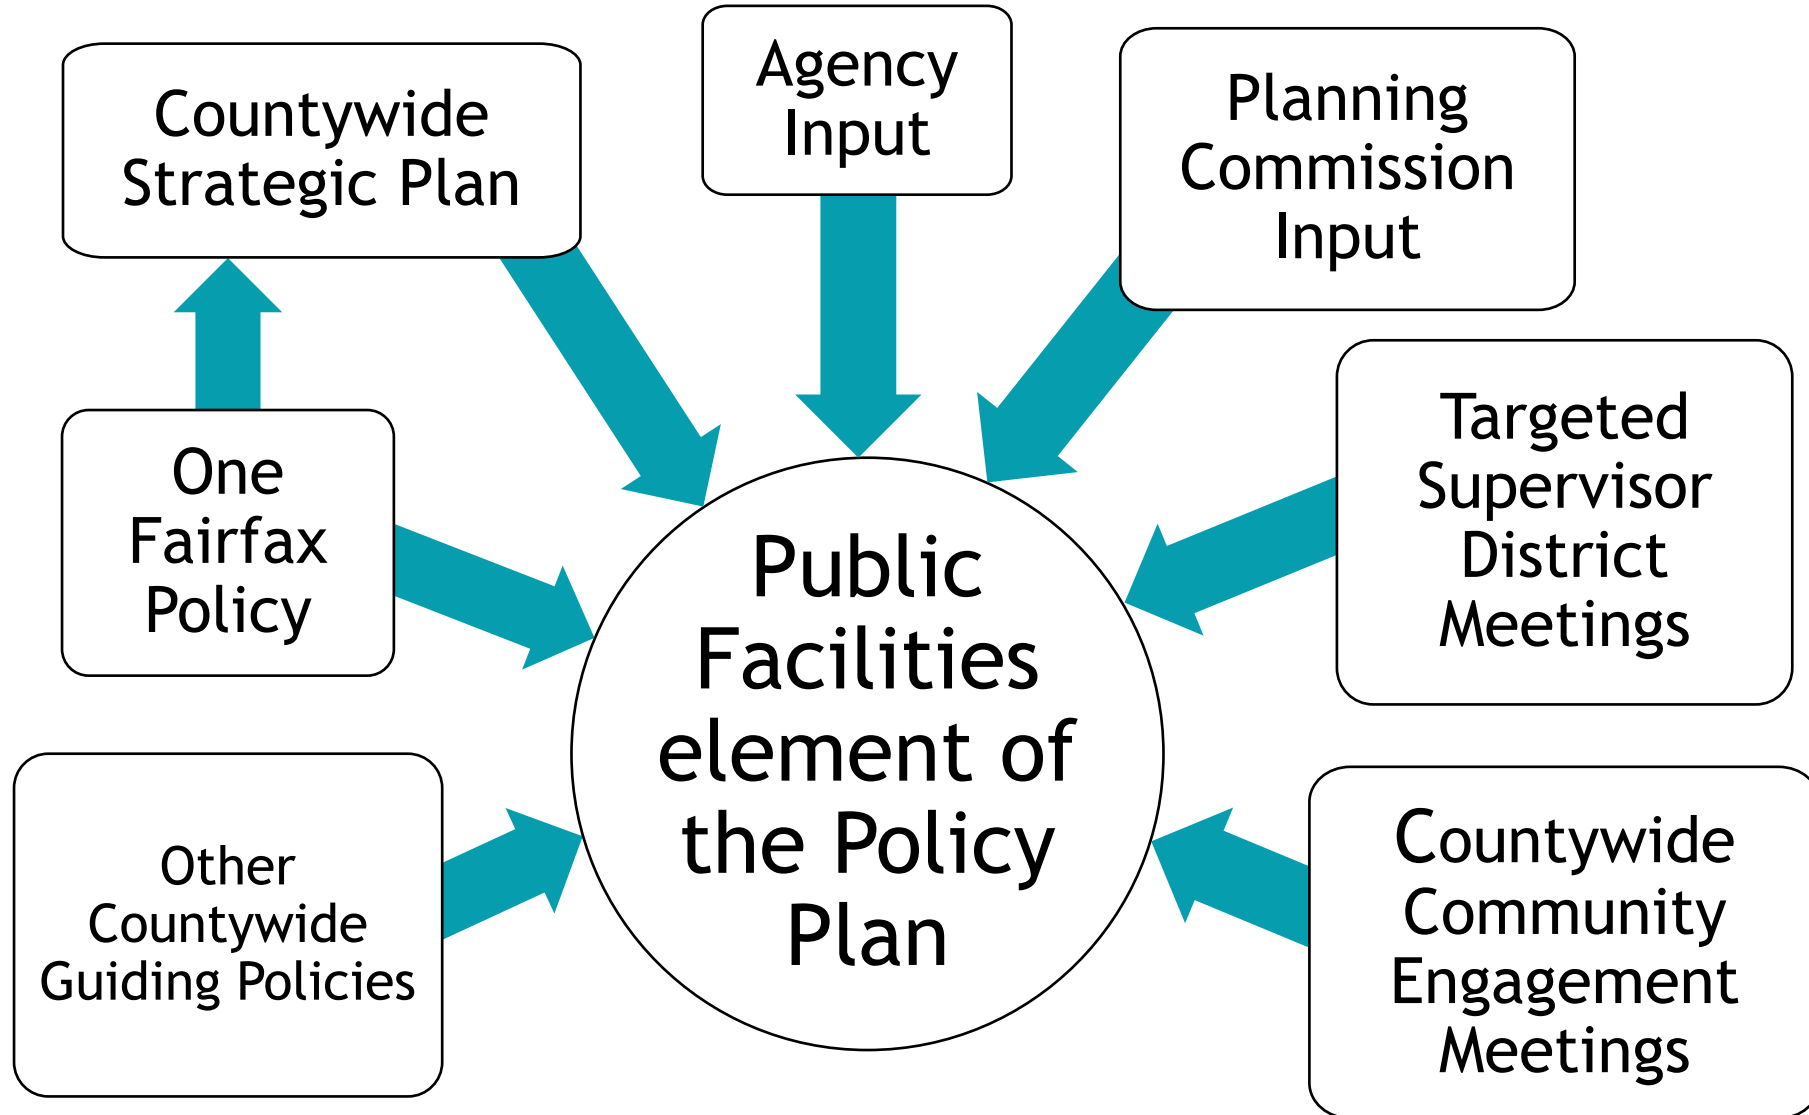 Countywide
Strategic Plan
Agency
Input
Planning
Commission
Input
One
Fairfax
Policy
Targeted
Supervisor
District
Meetings
Public
Facilities
element of
the Policy
Plan
Other
Countywide
Guiding Policies
Countywide
Community
Engagement
Meetings